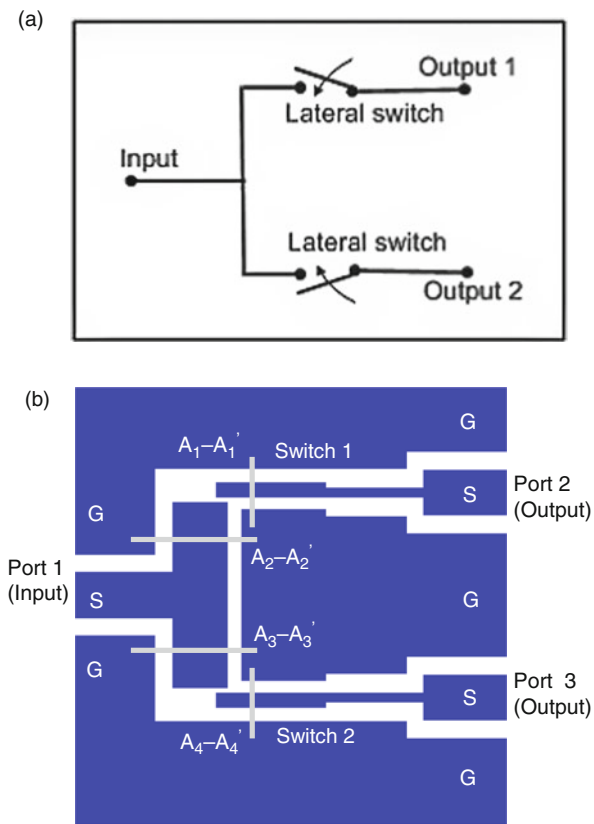 (a)
Output 1
Lateral switch
Input
Lateral switch
Output 2
(b)
G
A₁–A₁'
Switch 1
G
S
Port 2
(Output)
A₂–A₂'
Port 1
(Input)
S
G
A₃–A₃'
G
S
Port 3
(Output)
A₄–A₄'
Switch 2
G